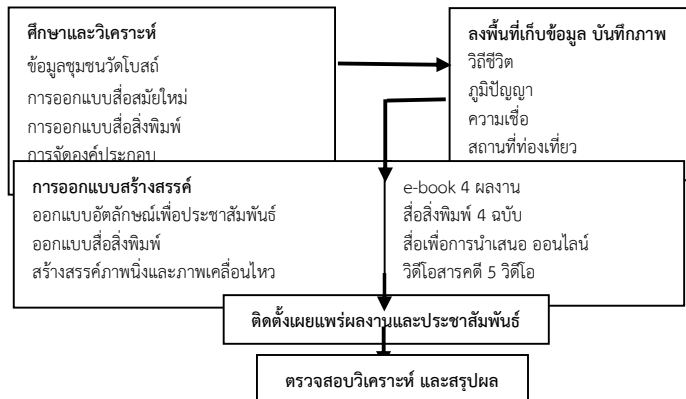 ศึกษาและวิเคราะห์
ข้อมูลชุมชนวัดโบสถ์
การออกแบบสื่อสมัยใหม่
การออกแบบสื่อสิ่งพิมพ์
การจัดองค์ประกอบ
ลงพื้นที่เก็บข้อมูล บันทึกภาพ
วิถีชีวิต
ภูมิปัญญา
ความเชื่อ
สถานที่ท่องเที่ยว
การออกแบบสร้างสรรค์
ออกแบบอัตลักษณ์เพื่อประชาสัมพันธ์
ออกแบบสื่อสิ่งพิมพ์
สร้างสรรค์ภาพนิ่งและภาพเคลื่อนไหว
e-book 4 ผลงาน
สื่อสิ่งพิมพ์ 4 ฉบับ
สื่อเพื่อการนำเสนอ ออนไลน์
วิดีโอสารคดี 5 วิดีโอ
ติดตั้งเผยแพร่ผลงานและประชาสัมพันธ์
ตรวจสอบวิเคราะห์ และสรุปผล